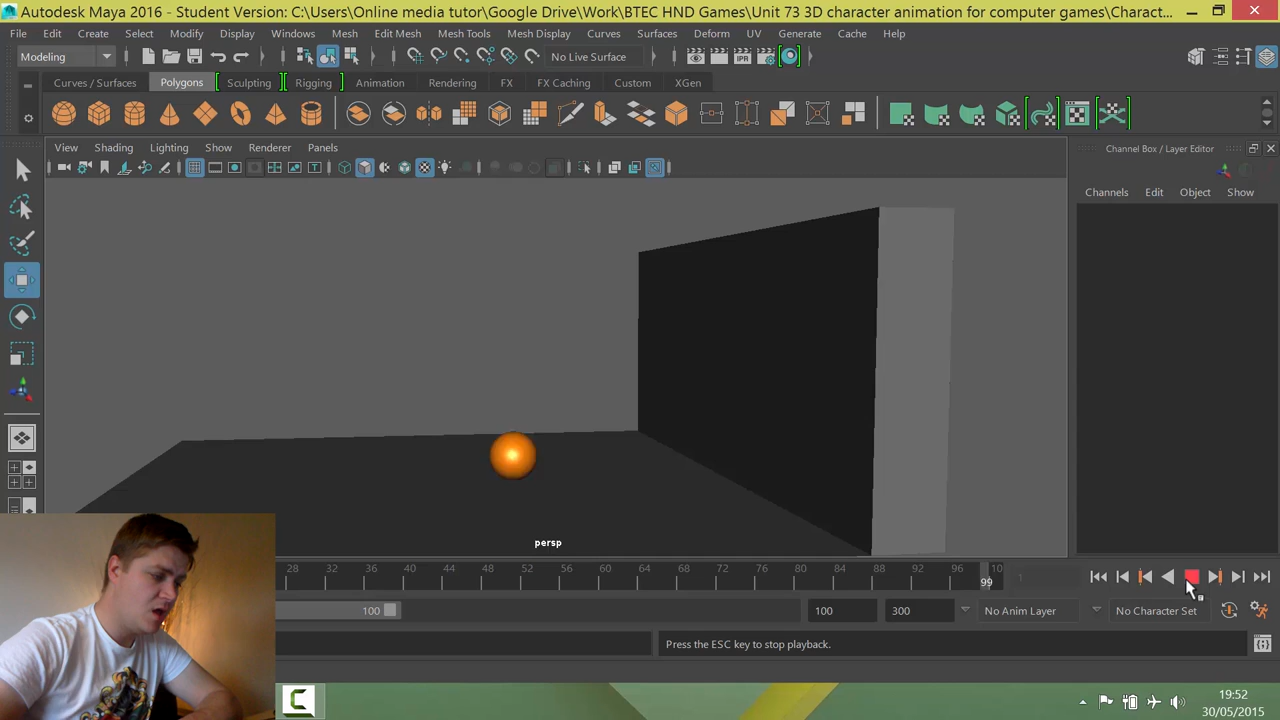 Autodesk Maya 2016 - Student Version: C:\Users\Online media tutor\Google Drive\Work\BTEC HND Games\Unit 73 3D character animation for computer games\Charact...
File Edit Create Select Modify Display Windows Mesh Edit Mesh Mesh Tools Mesh Display Curves Surfaces Deform UV Generate Cache Help
Modeling No Live Surface IPR
Curves / Surfaces Polygons Sculpting Rigging Animation Rendering FX FX Caching Custom XGen
View Shading Lighting Show Renderer Panels
Channel Box / Layer Editor
Channels Edit Object Show
persp
28 32 36 40 44 48 52 56 60 64 68 72 76 80 84 88 92 96 10
99
1
100 100 300 No Anim Layer No Character Set
Press the ESC key to stop playback.
19:52
30/05/2015